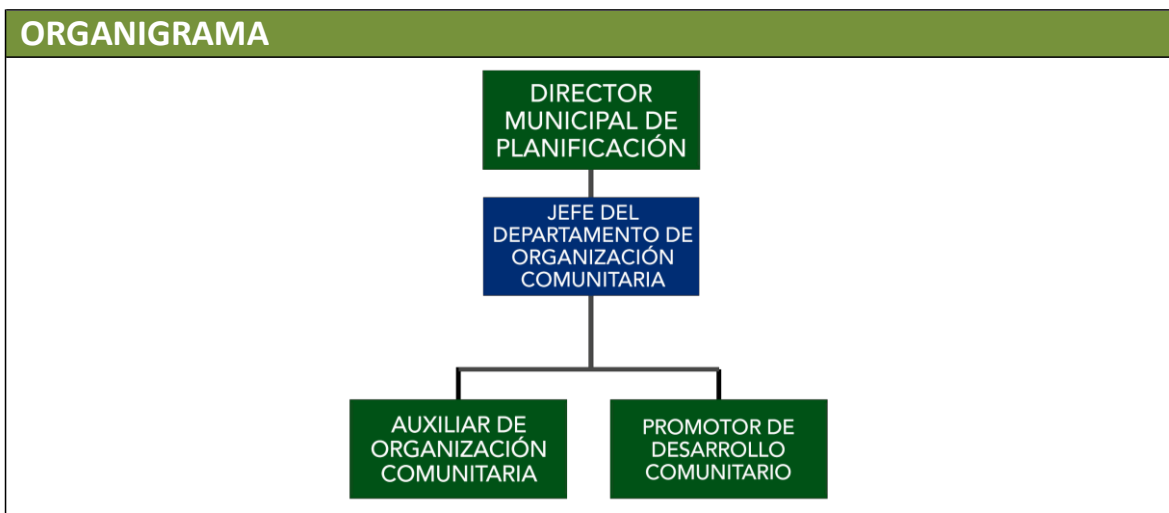 ORGANIGRAMA
DIRECTOR
MUNICIPAL DE
PLANIFICACIÓN
JEFE DEL
DEPARTAMENTO DE
ORGANIZACIÓN
COMUNITARIA
AUXILIAR DE
ORGANIZACIÓN
COMUNITARIA
PROMOTOR DE
DESARROLLO
COMUNITARIO